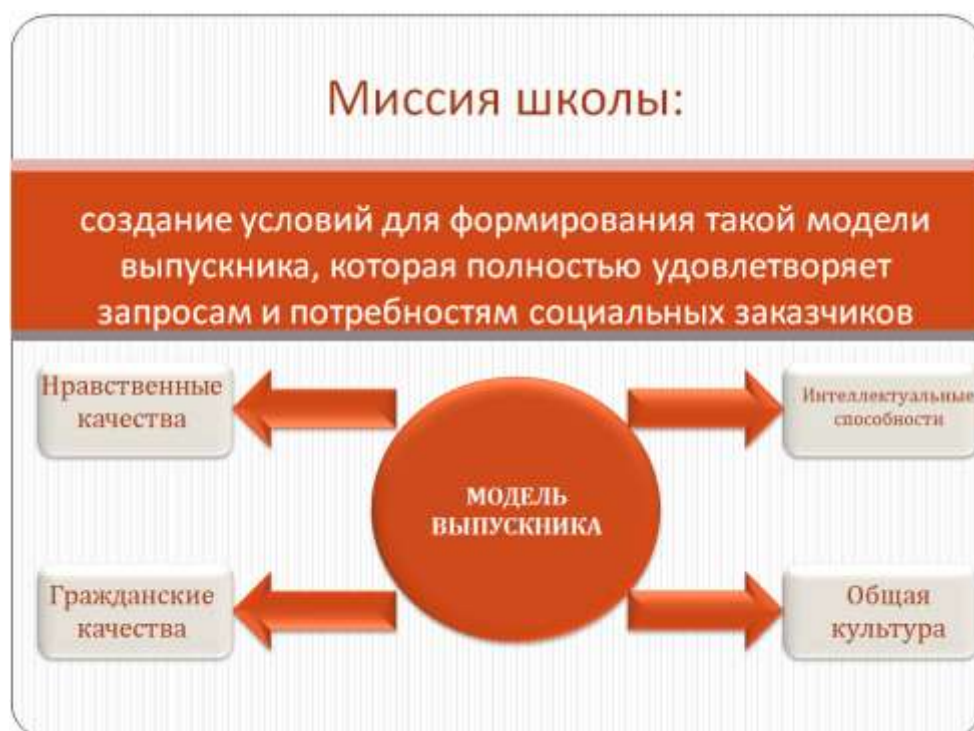 Миссия школы:
создание условий для формирования такой модели
выпускника, которая полностью удовлетворяет
запросам и потребностям социальных заказчиков
Нравственные
качества
Интеллектуальные
способности
МОДЕЛЬ
ВЫПУСКНИКА
Гражданские
качества
Общая
культура